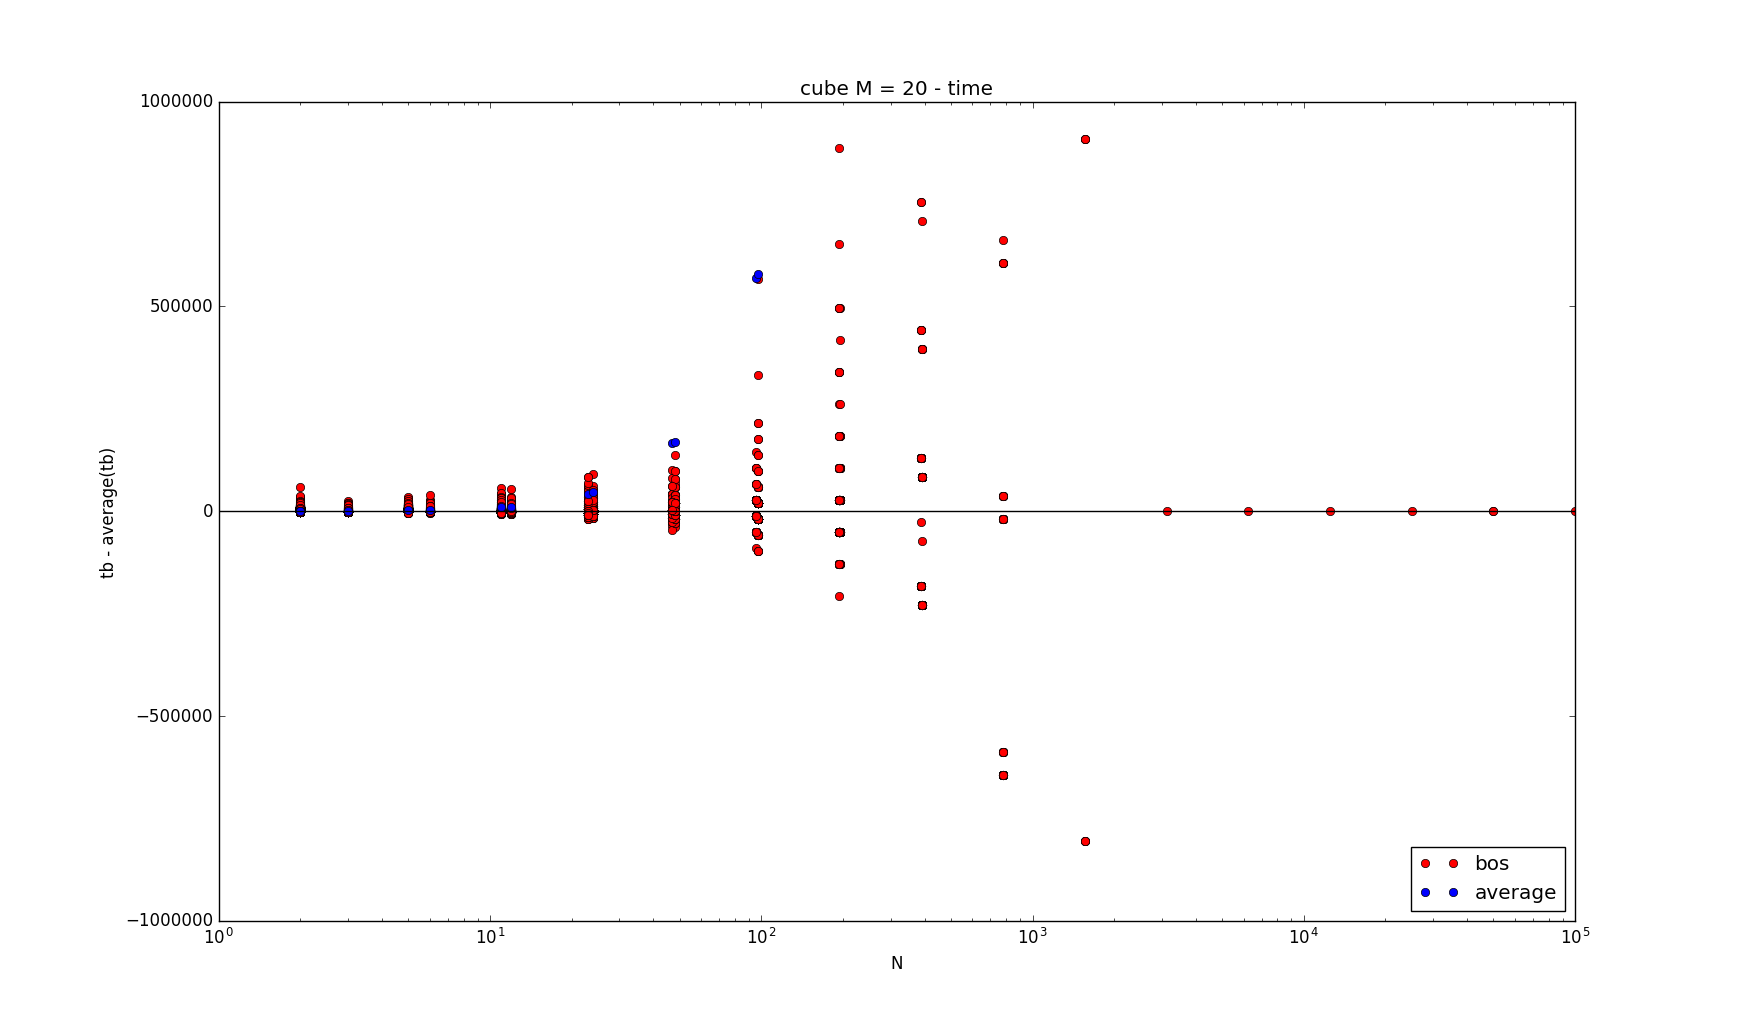 cube M = 20 - time
1000000
500000
0
−500000
−1000000
tb - average(tb)
10^0 10^1 10^2 10^3 10^4 10^5
N
bos
average